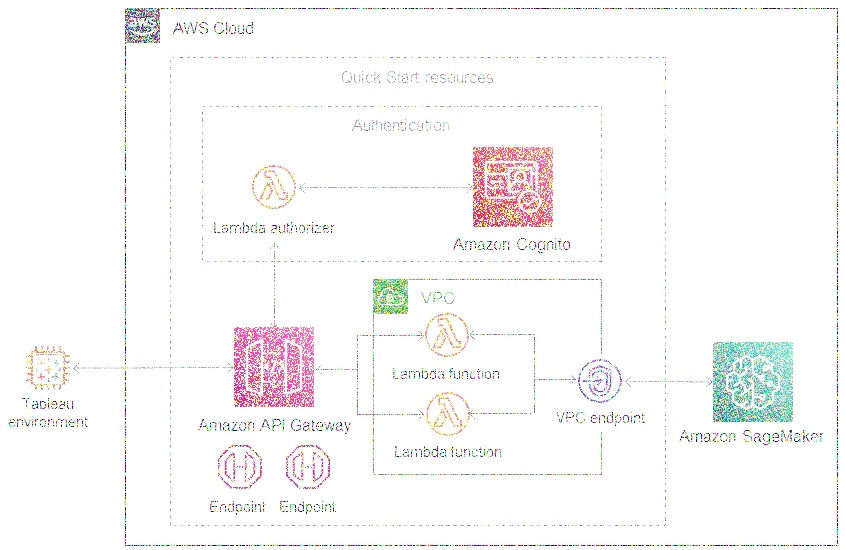 aws
AWS Cloud
Quick Start resources
Authentication
Lambda authorizer
Amazon Cognito
VPC
Lambda function
Tableau
environment
Amazon API Gateway
Lambda function
VPC endpoint
Amazon SageMaker
Endpoint
Endpoint